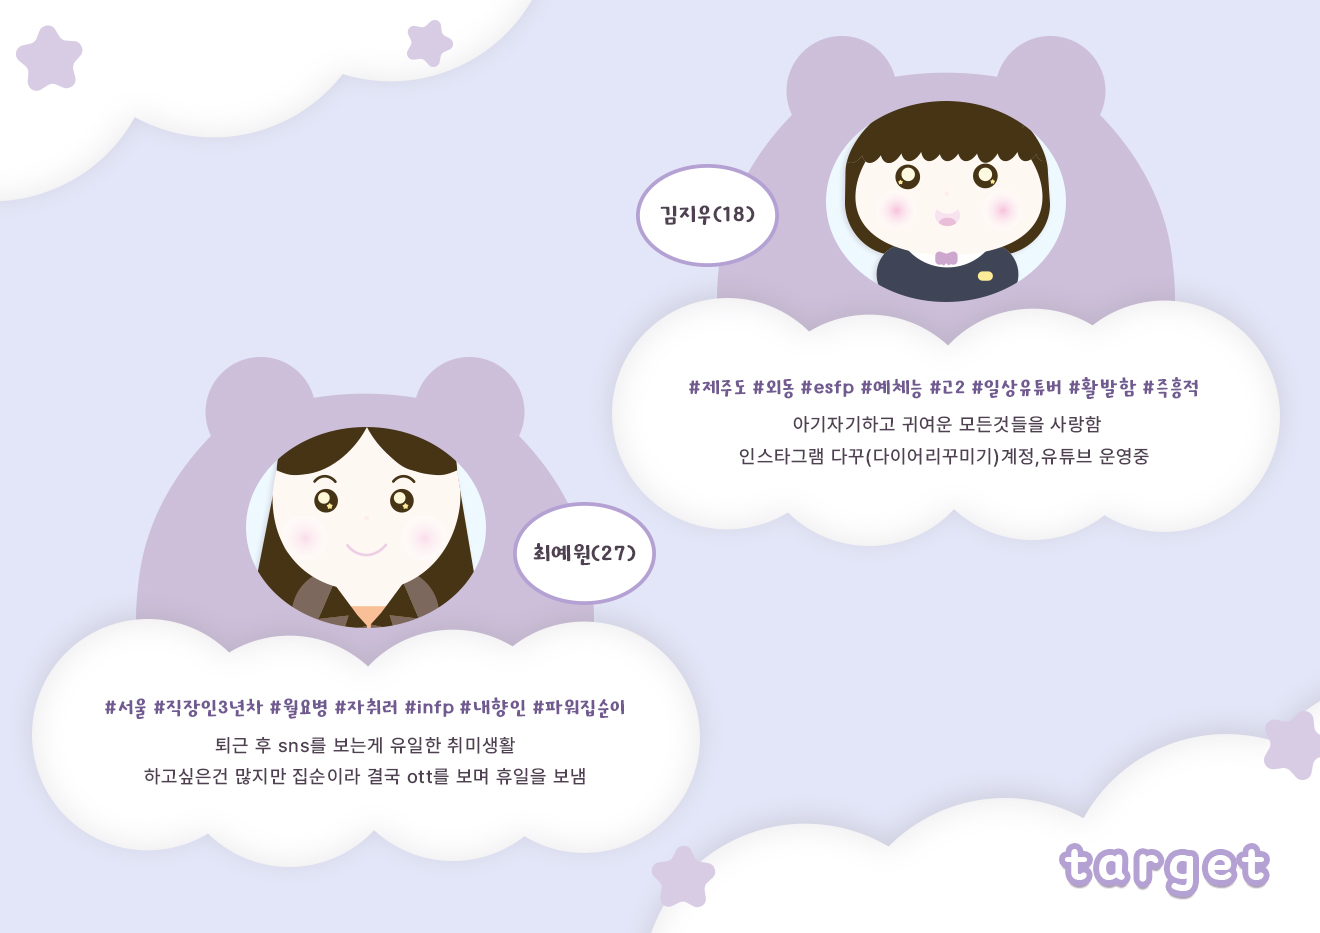 김지우(18)
#제주도 #외동 #esfp #예체능 #고2 #일상유튜버 #활발함 #즉흥적
아기자기하고 귀여운 모든것들을 사랑함
인스타그램 다꾸(다이어리꾸미기)계정,유튜브 운영중
최예원(27)
#서울 #직장인3년차 #월요병 #자취러 #infp #내향인 #파워집순이
퇴근 후 sns를 보는게 유일한 취미생활
하고싶은건 많지만 집순이라 결국 ott를 보며 휴일을 보냄
target